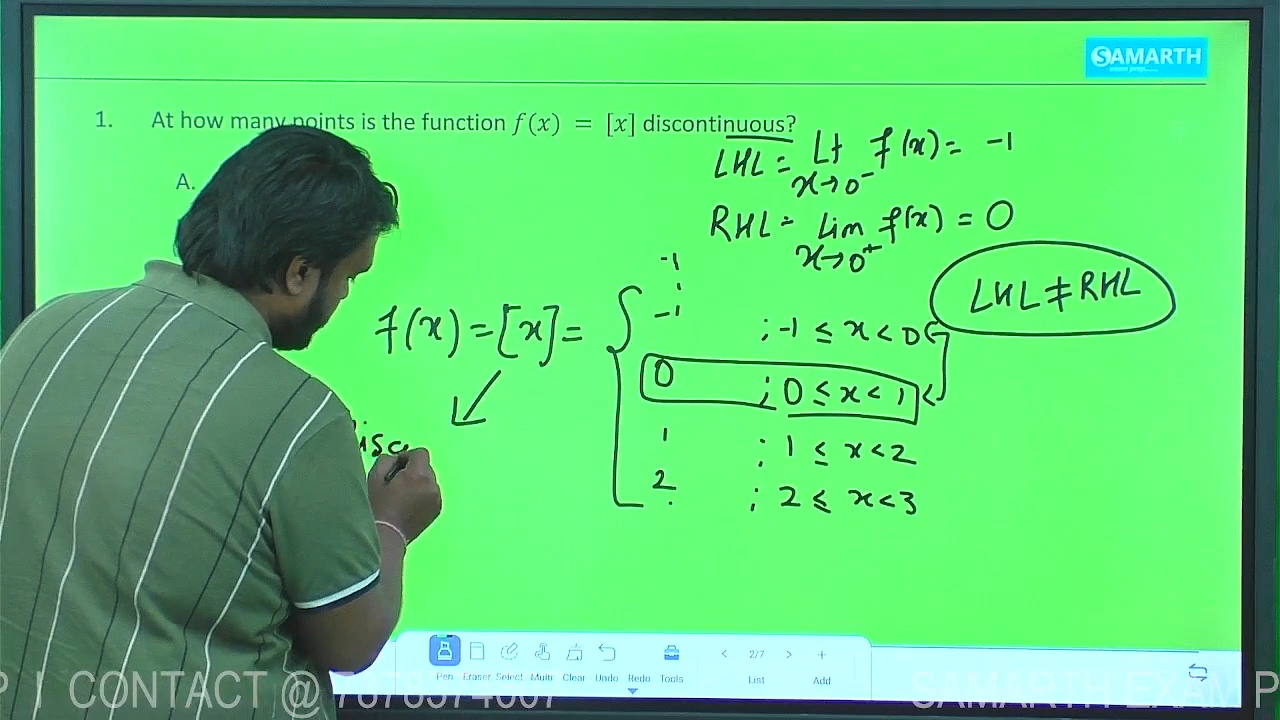 SAMARTH
1. At how many points is the function f(x) = [x] discontinuous?
LHL = Lt f(x) = -1
x→0⁻
A.
RHL = lim f(x) = 0
x→0⁺
LHL ≠ RHL
-1
f(x) = [x] =
-1 ; -1 ≤ x < 0
0 ; 0 ≤ x < 1
1 ; 1 ≤ x < 2
2 ; 2 ≤ x < 3
Pen Eraser Select Multi Clear Undo Redo Tools
< 2/7 > +
List Add
P | CONTACT @
SAMARTH EXAM P